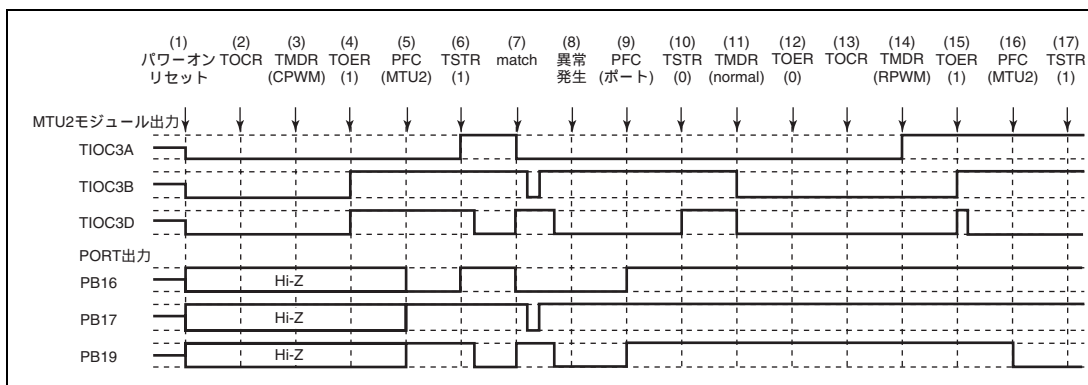 (1) (2) (3) (4) (5) (6) (7) (8) (9) (10) (11) (12) (13) (14) (15) (16) (17)
パワーオン TOCR TMDR TOER PFC TSTR match 異常 PFC TSTR TMDR TOER TOCR TMDR TOER PFC TSTR
リセット (CPWM) (1) (MTU2) (1) 発生 (ポート) (0) (normal) (0) (RPWM) (1) (MTU2) (1)
MTU2モジュール出力
TIOC3A
TIOC3B
TIOC3D
PORT出力
PB16 Hi-Z
PB17 Hi-Z
PB19 Hi-Z